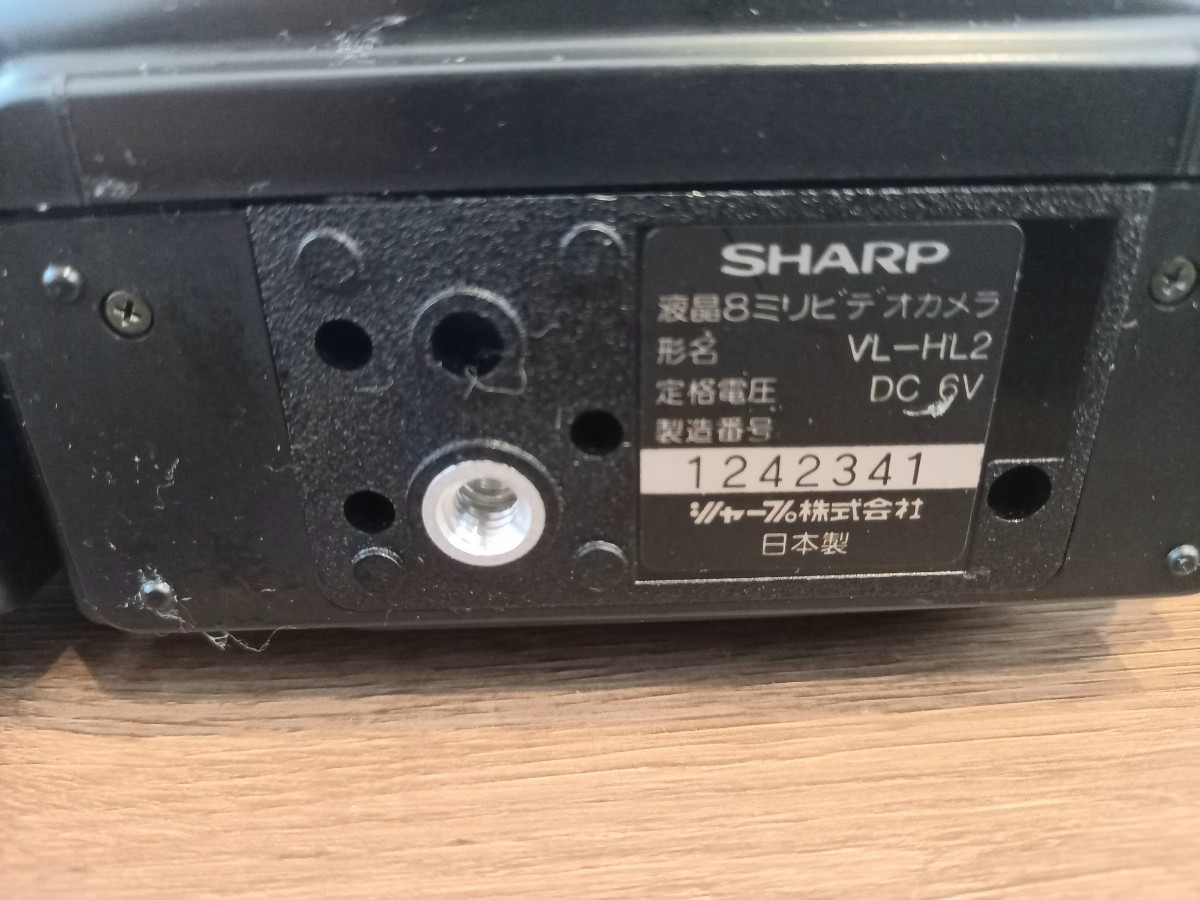 SHARP
液晶8ミリビデオカメラ
形名 VL-HL2
定格電圧 DC 6V
製造番号
1242341
シャープ株式会社
日本製